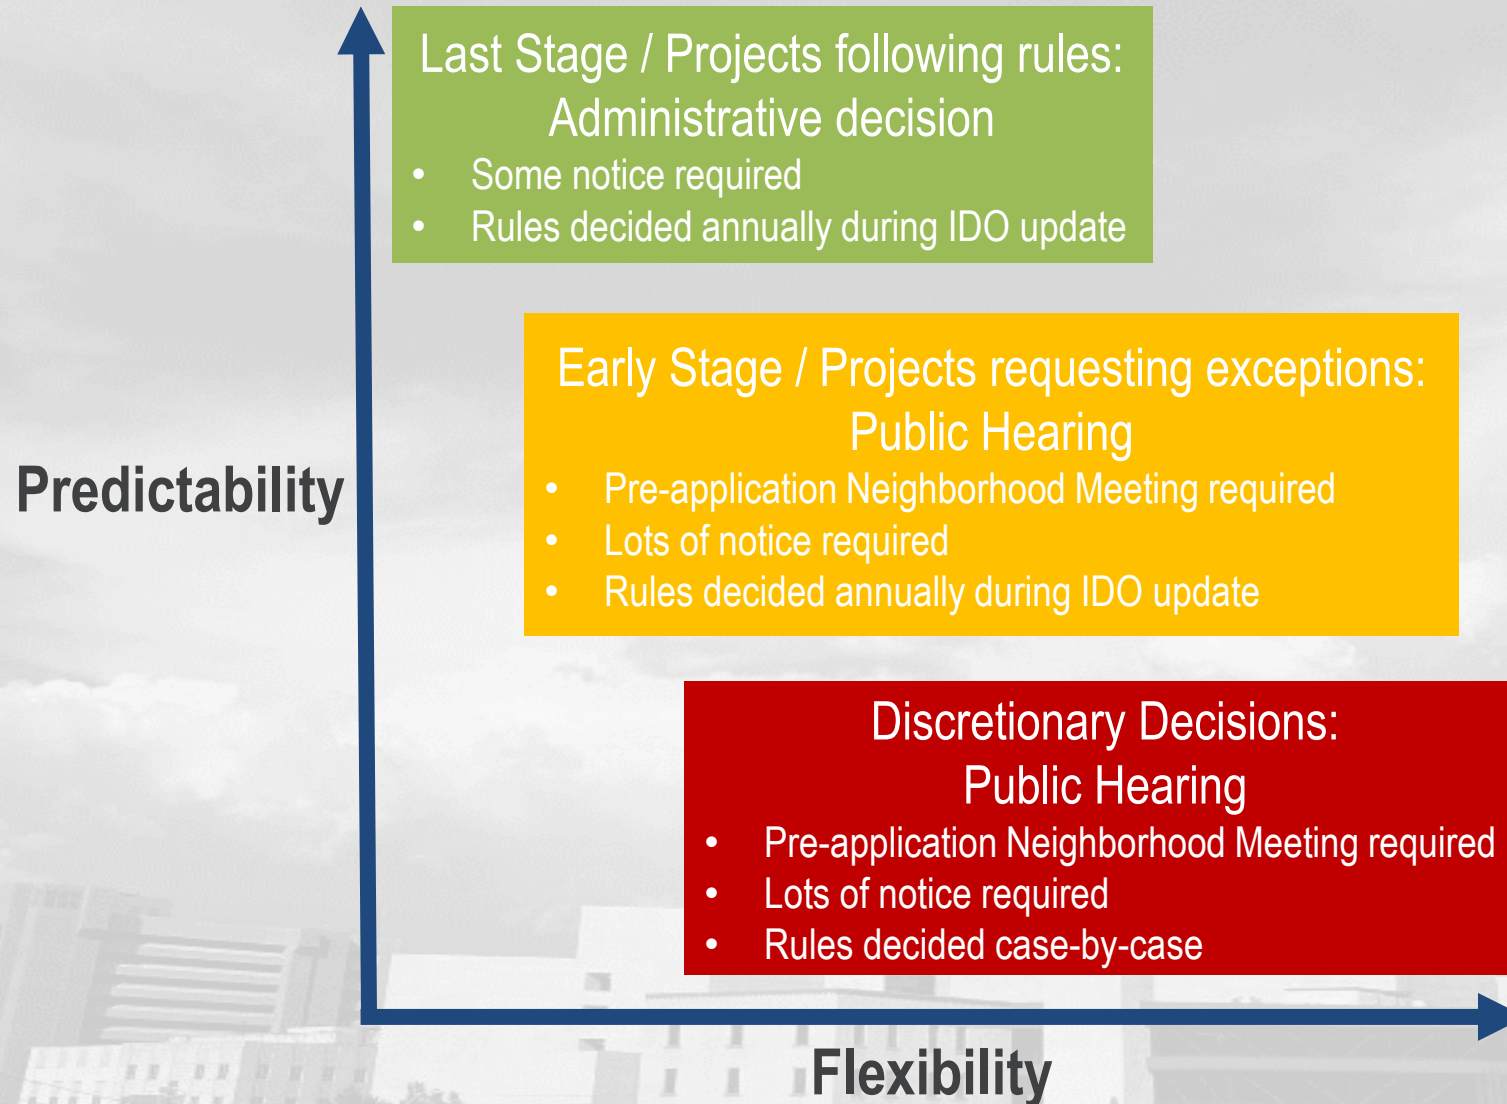 Last Stage / Projects following rules:
Administrative decision
• Some notice required
• Rules decided annually during IDO update
Early Stage / Projects requesting exceptions:
Public Hearing
• Pre-application Neighborhood Meeting required
• Lots of notice required
• Rules decided annually during IDO update
Predictability
Discretionary Decisions:
Public Hearing
• Pre-application Neighborhood Meeting required
• Lots of notice required
• Rules decided case-by-case
Flexibility